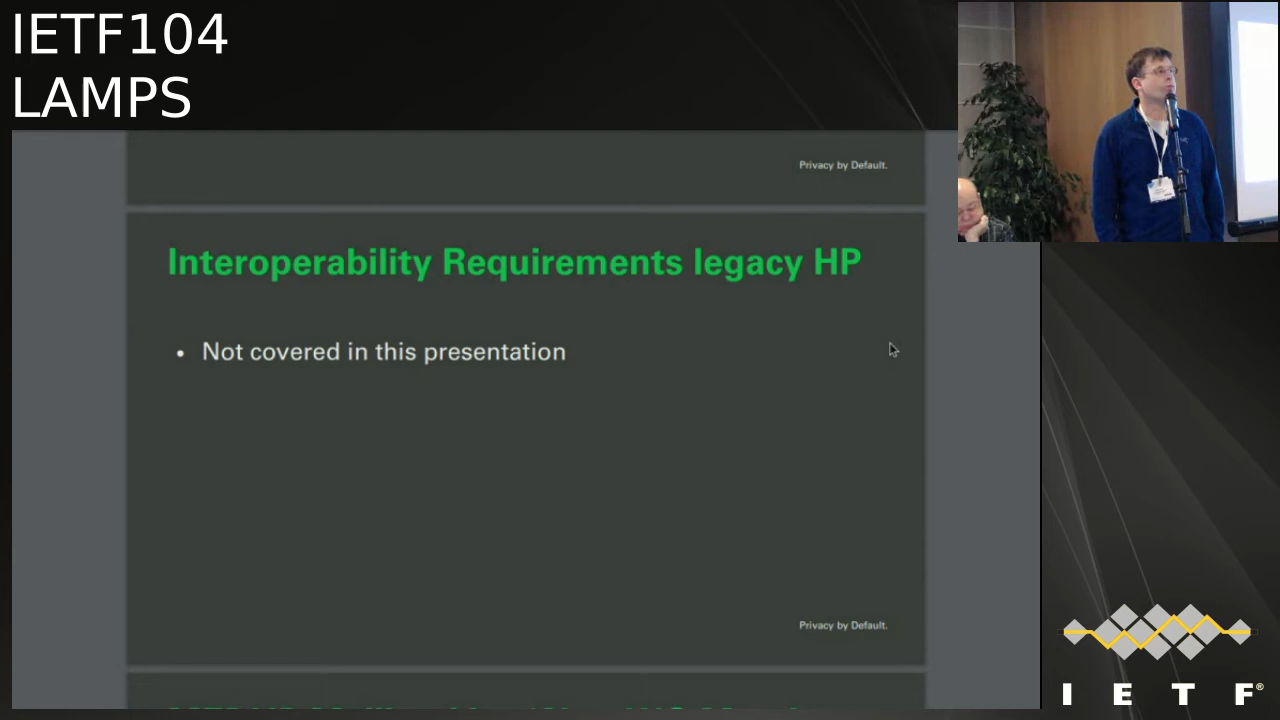 IETF104
LAMPS
Privacy by Default.
Interoperability Requirements legacy HP
• Not covered in this presentation
Privacy by Default.
I E T F®